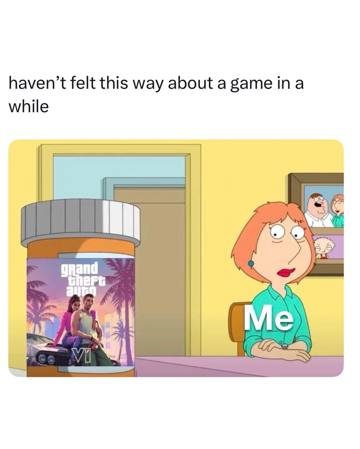 haven't felt this way about a game in a
while
grand
theft
auto
VI
Me